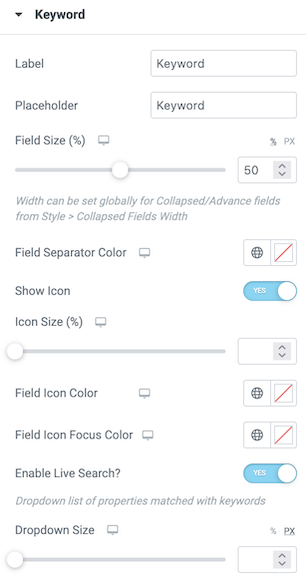 Keyword
Label Keyword
Placeholder Keyword
Field Size (%) % PX
50
Width can be set globally for Collapsed/Advance fields
from Style > Collapsed Fields Width
Field Separator Color
Show Icon YES
Icon Size (%)
Field Icon Color
Field Icon Focus Color
Enable Live Search? YES
Dropdown list of properties matched with keywords
Dropdown Size % PX